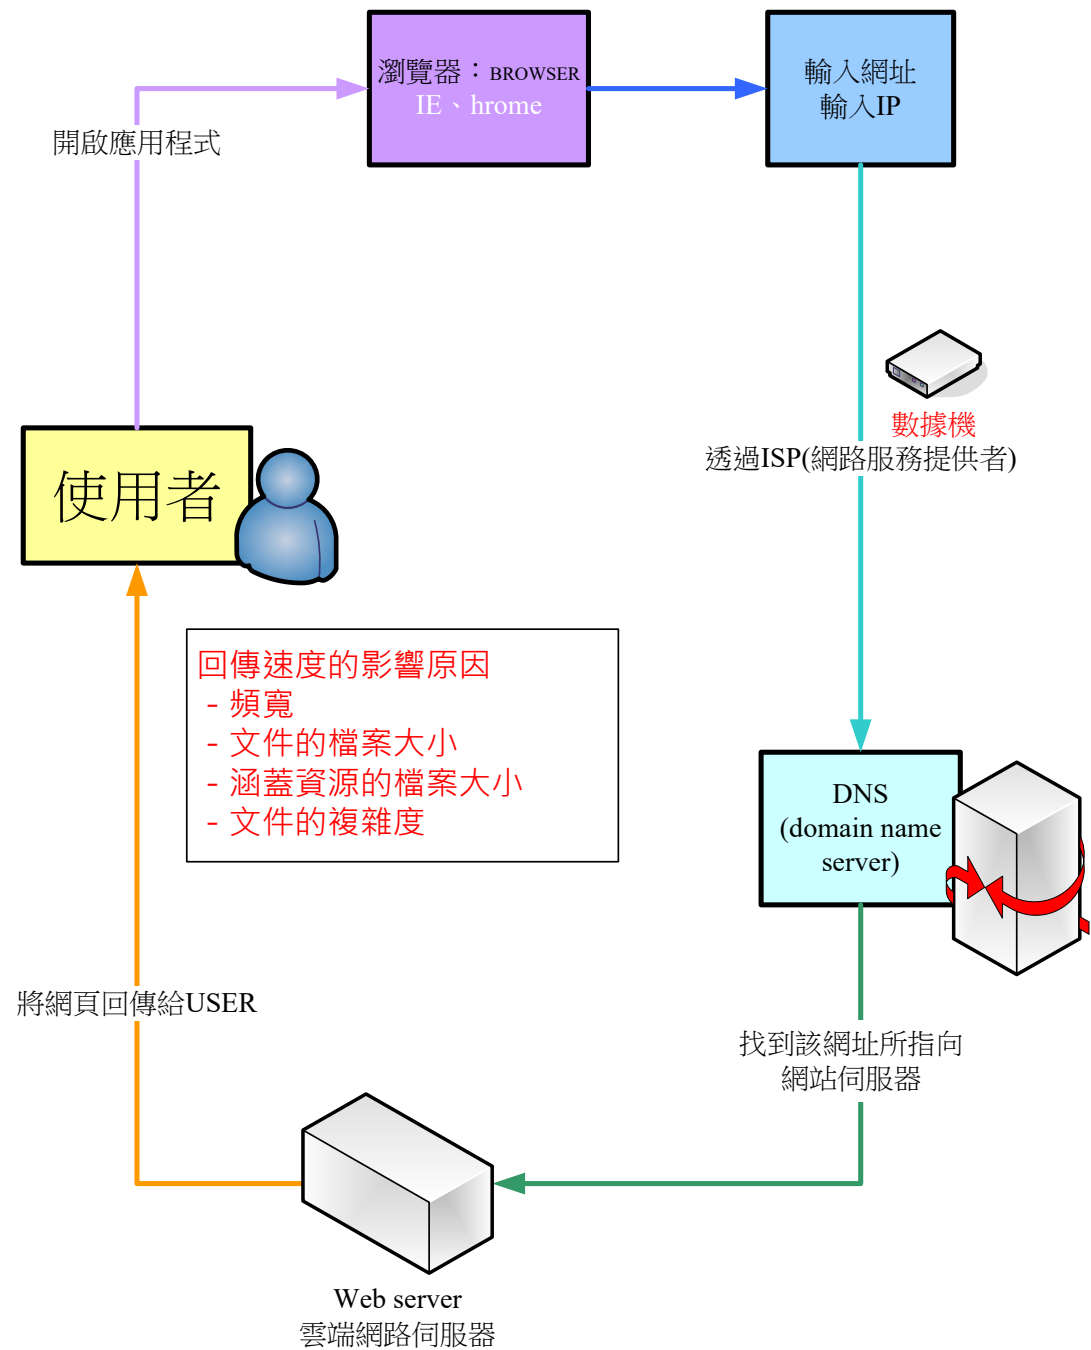 瀏覽器：BROWSER
IE、hrome
輸入網址
輸入IP
開啟應用程式
數據機
透過ISP(網路服務提供者)
使用者
回傳速度的影響原因
- 頻寬
- 文件的檔案大小
- 涵蓋資源的檔案大小
- 文件的複雜度
DNS
(domain name
server)
將網頁回傳給USER
找到該網址所指向
網站伺服器
Web server
雲端網路伺服器